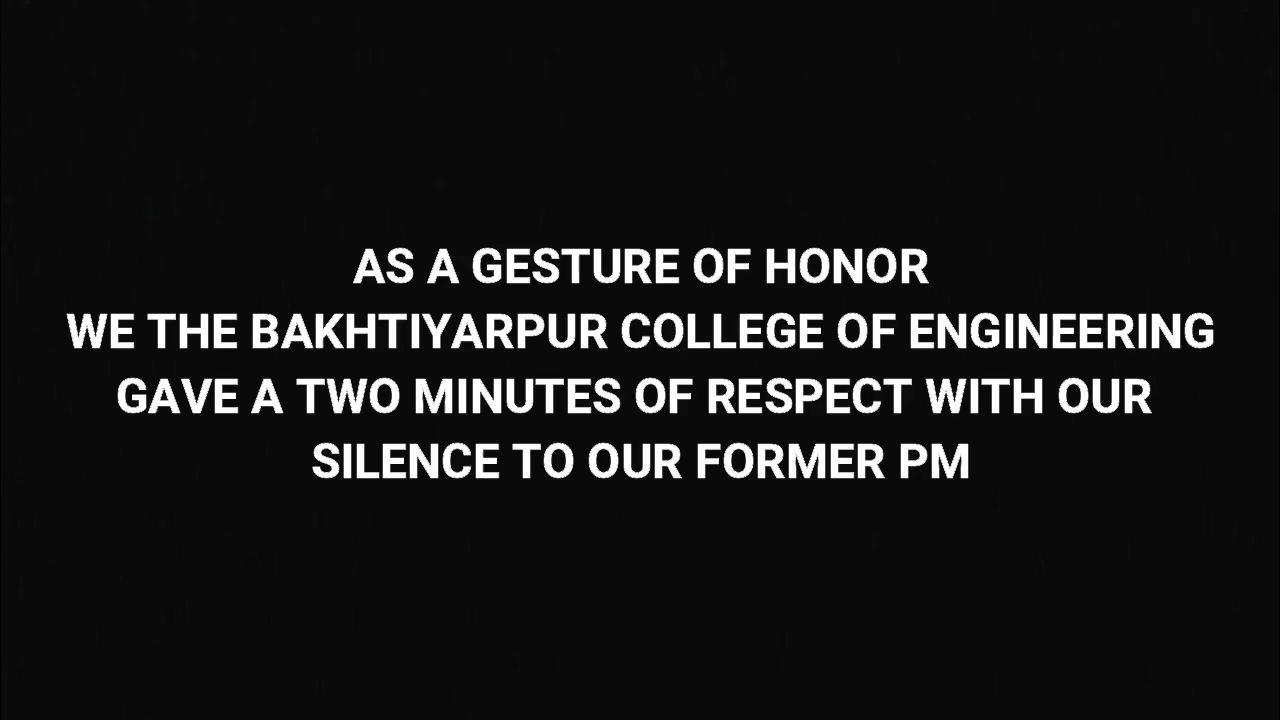 AS A GESTURE OF HONOR
WE THE BAKHTIYARPUR COLLEGE OF ENGINEERING
GAVE A TWO MINUTES OF RESPECT WITH OUR
SILENCE TO OUR FORMER PM